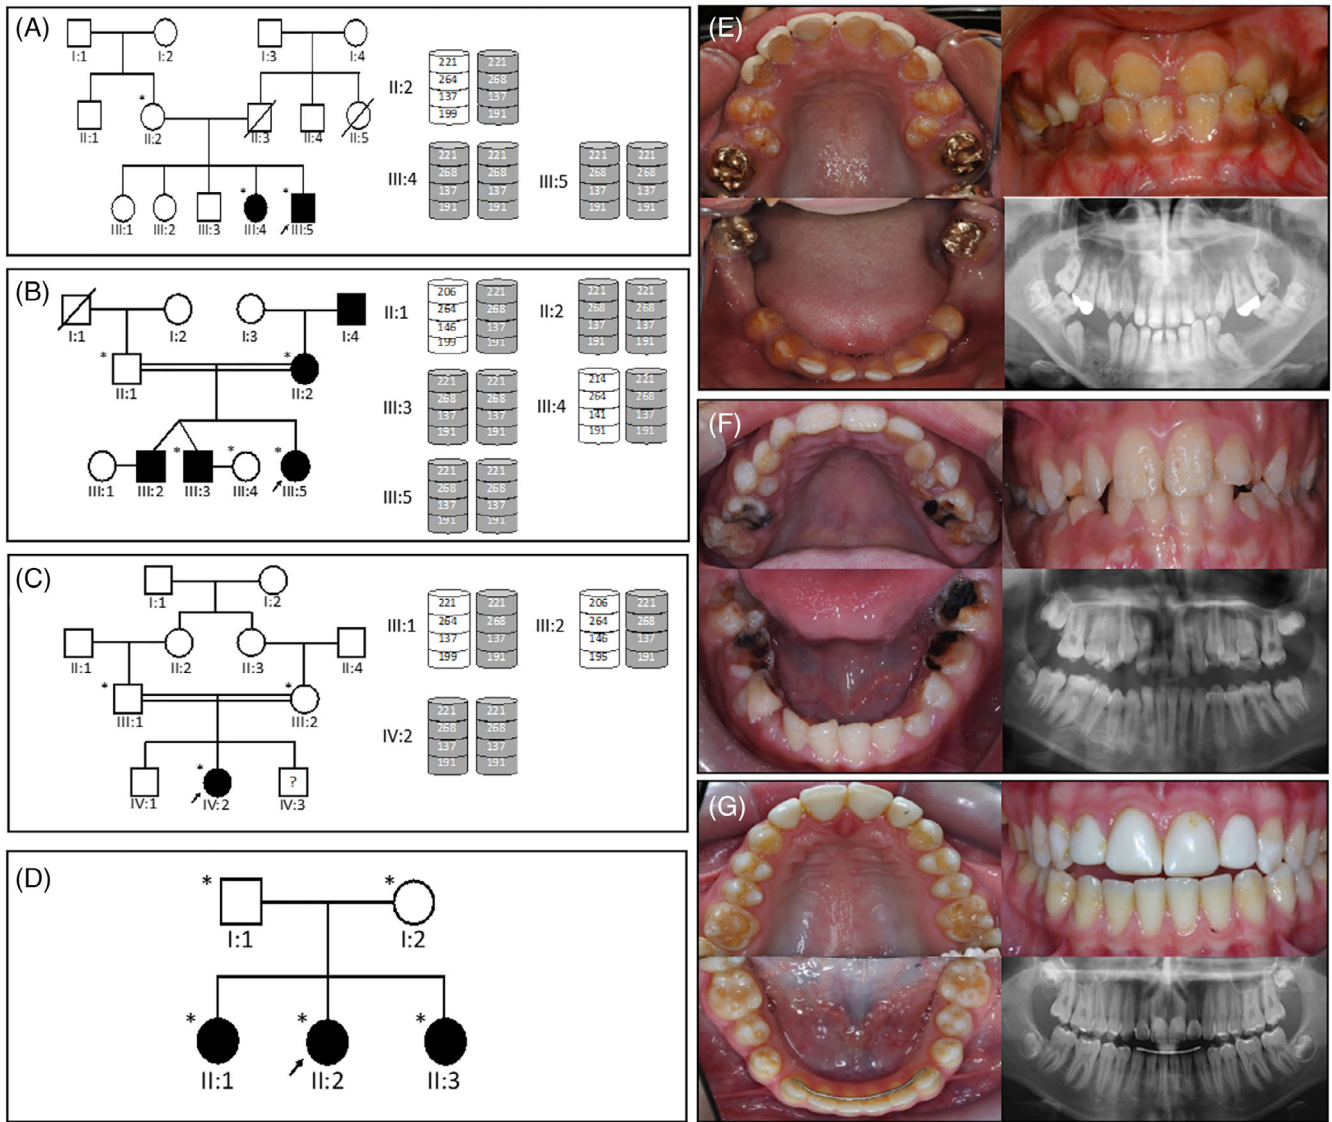 (A)
I:1
I:2
I:3
I:4
II:1
* II:2
II:3
II:4
II:5
III:1
III:2
III:3
* III:4
* III:5
II:2
221 221
264 268
137 137
199 191
III:4
221 221
268 268
137 137
191 191
III:5
221 221
268 268
137 137
191 191
(B)
I:1
I:2
I:3
I:4
* II:1
* II:2
III:1
III:2
* III:3
* III:4
* III:5
II:1
206 221
264 268
146 137
199 191
II:2
221 221
268 268
137 137
191 191
III:3
221 221
268 268
137 137
191 191
III:4
214 221
264 268
141 137
191 191
III:5
221 221
268 268
137 137
191 191
(C)
I:1
I:2
II:1
II:2
II:3
II:4
* III:1
* III:2
IV:1
* IV:2
?
IV:3
III:1
221 221
264 268
137 137
199 191
III:2
206 221
264 268
146 137
195 191
IV:2
221 221
268 268
137 137
191 191
(D)
* I:1
* I:2
* II:1
* II:2
* II:3
(E)
(F)
(G)